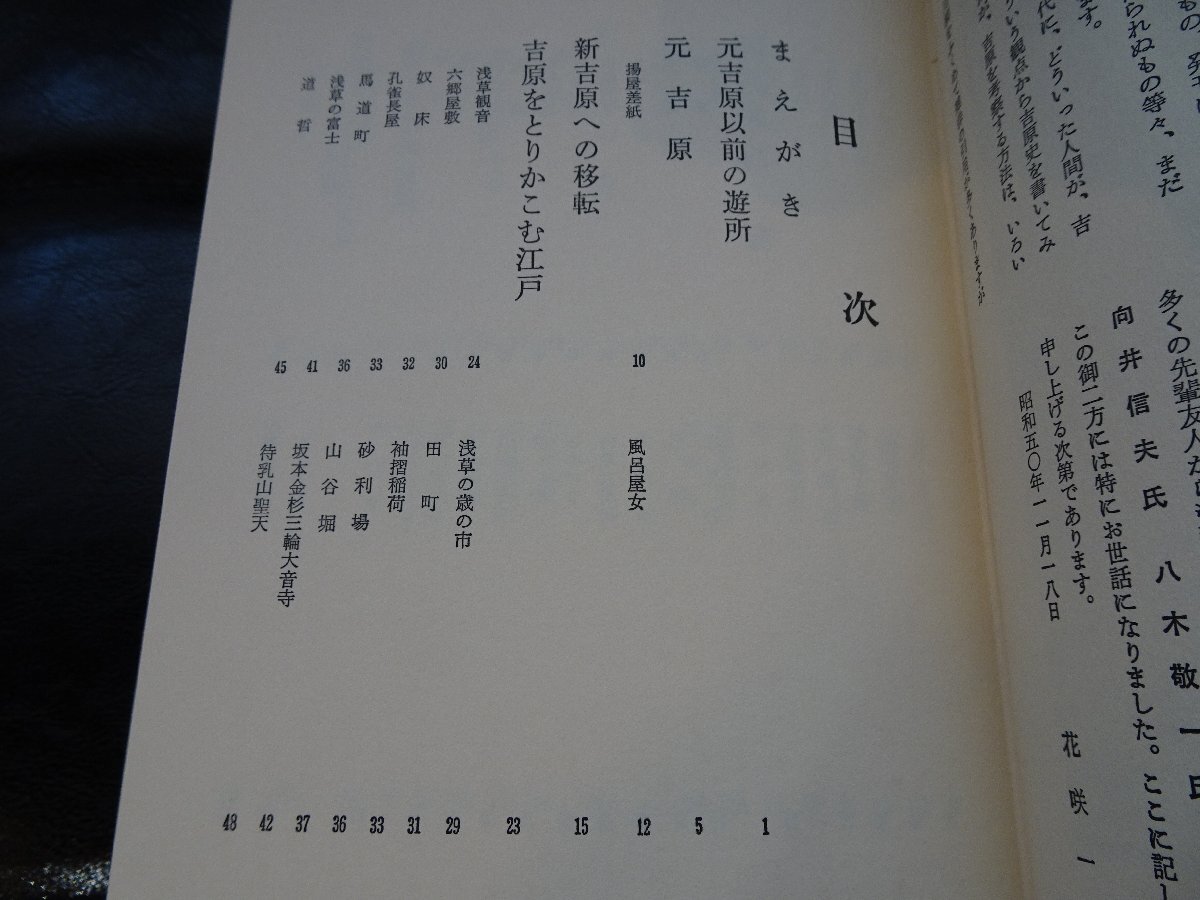 られぬもの等々、まだ
ます。
代に、どういった人間が、吉
ういう観点から吉原史を書いてみ
が、吉原を考察する方法は、いろい
多くの先輩友人から
向井信夫氏 八木敬一氏
この御二方には特にお世話になりました。ここに記し
申し上げる次第であります。
昭和五〇年一一月一八日
花咲一
目次
まえがき
元吉原以前の遊所 1
元吉原 5
揚屋差紙 10 風呂屋女 12
新吉原への移転 15
吉原をとりかこむ江戸 23
浅草観音 24 浅草の歳の市 29
六郷屋敷 30 田町 31
奴床 32 袖摺稲荷 33
孔雀長屋 33 砂利場 36
馬道町 36 山谷堀 37
浅草の富士 41 坂本金杉三輪大音寺 42
道哲 45 待乳山聖天 48